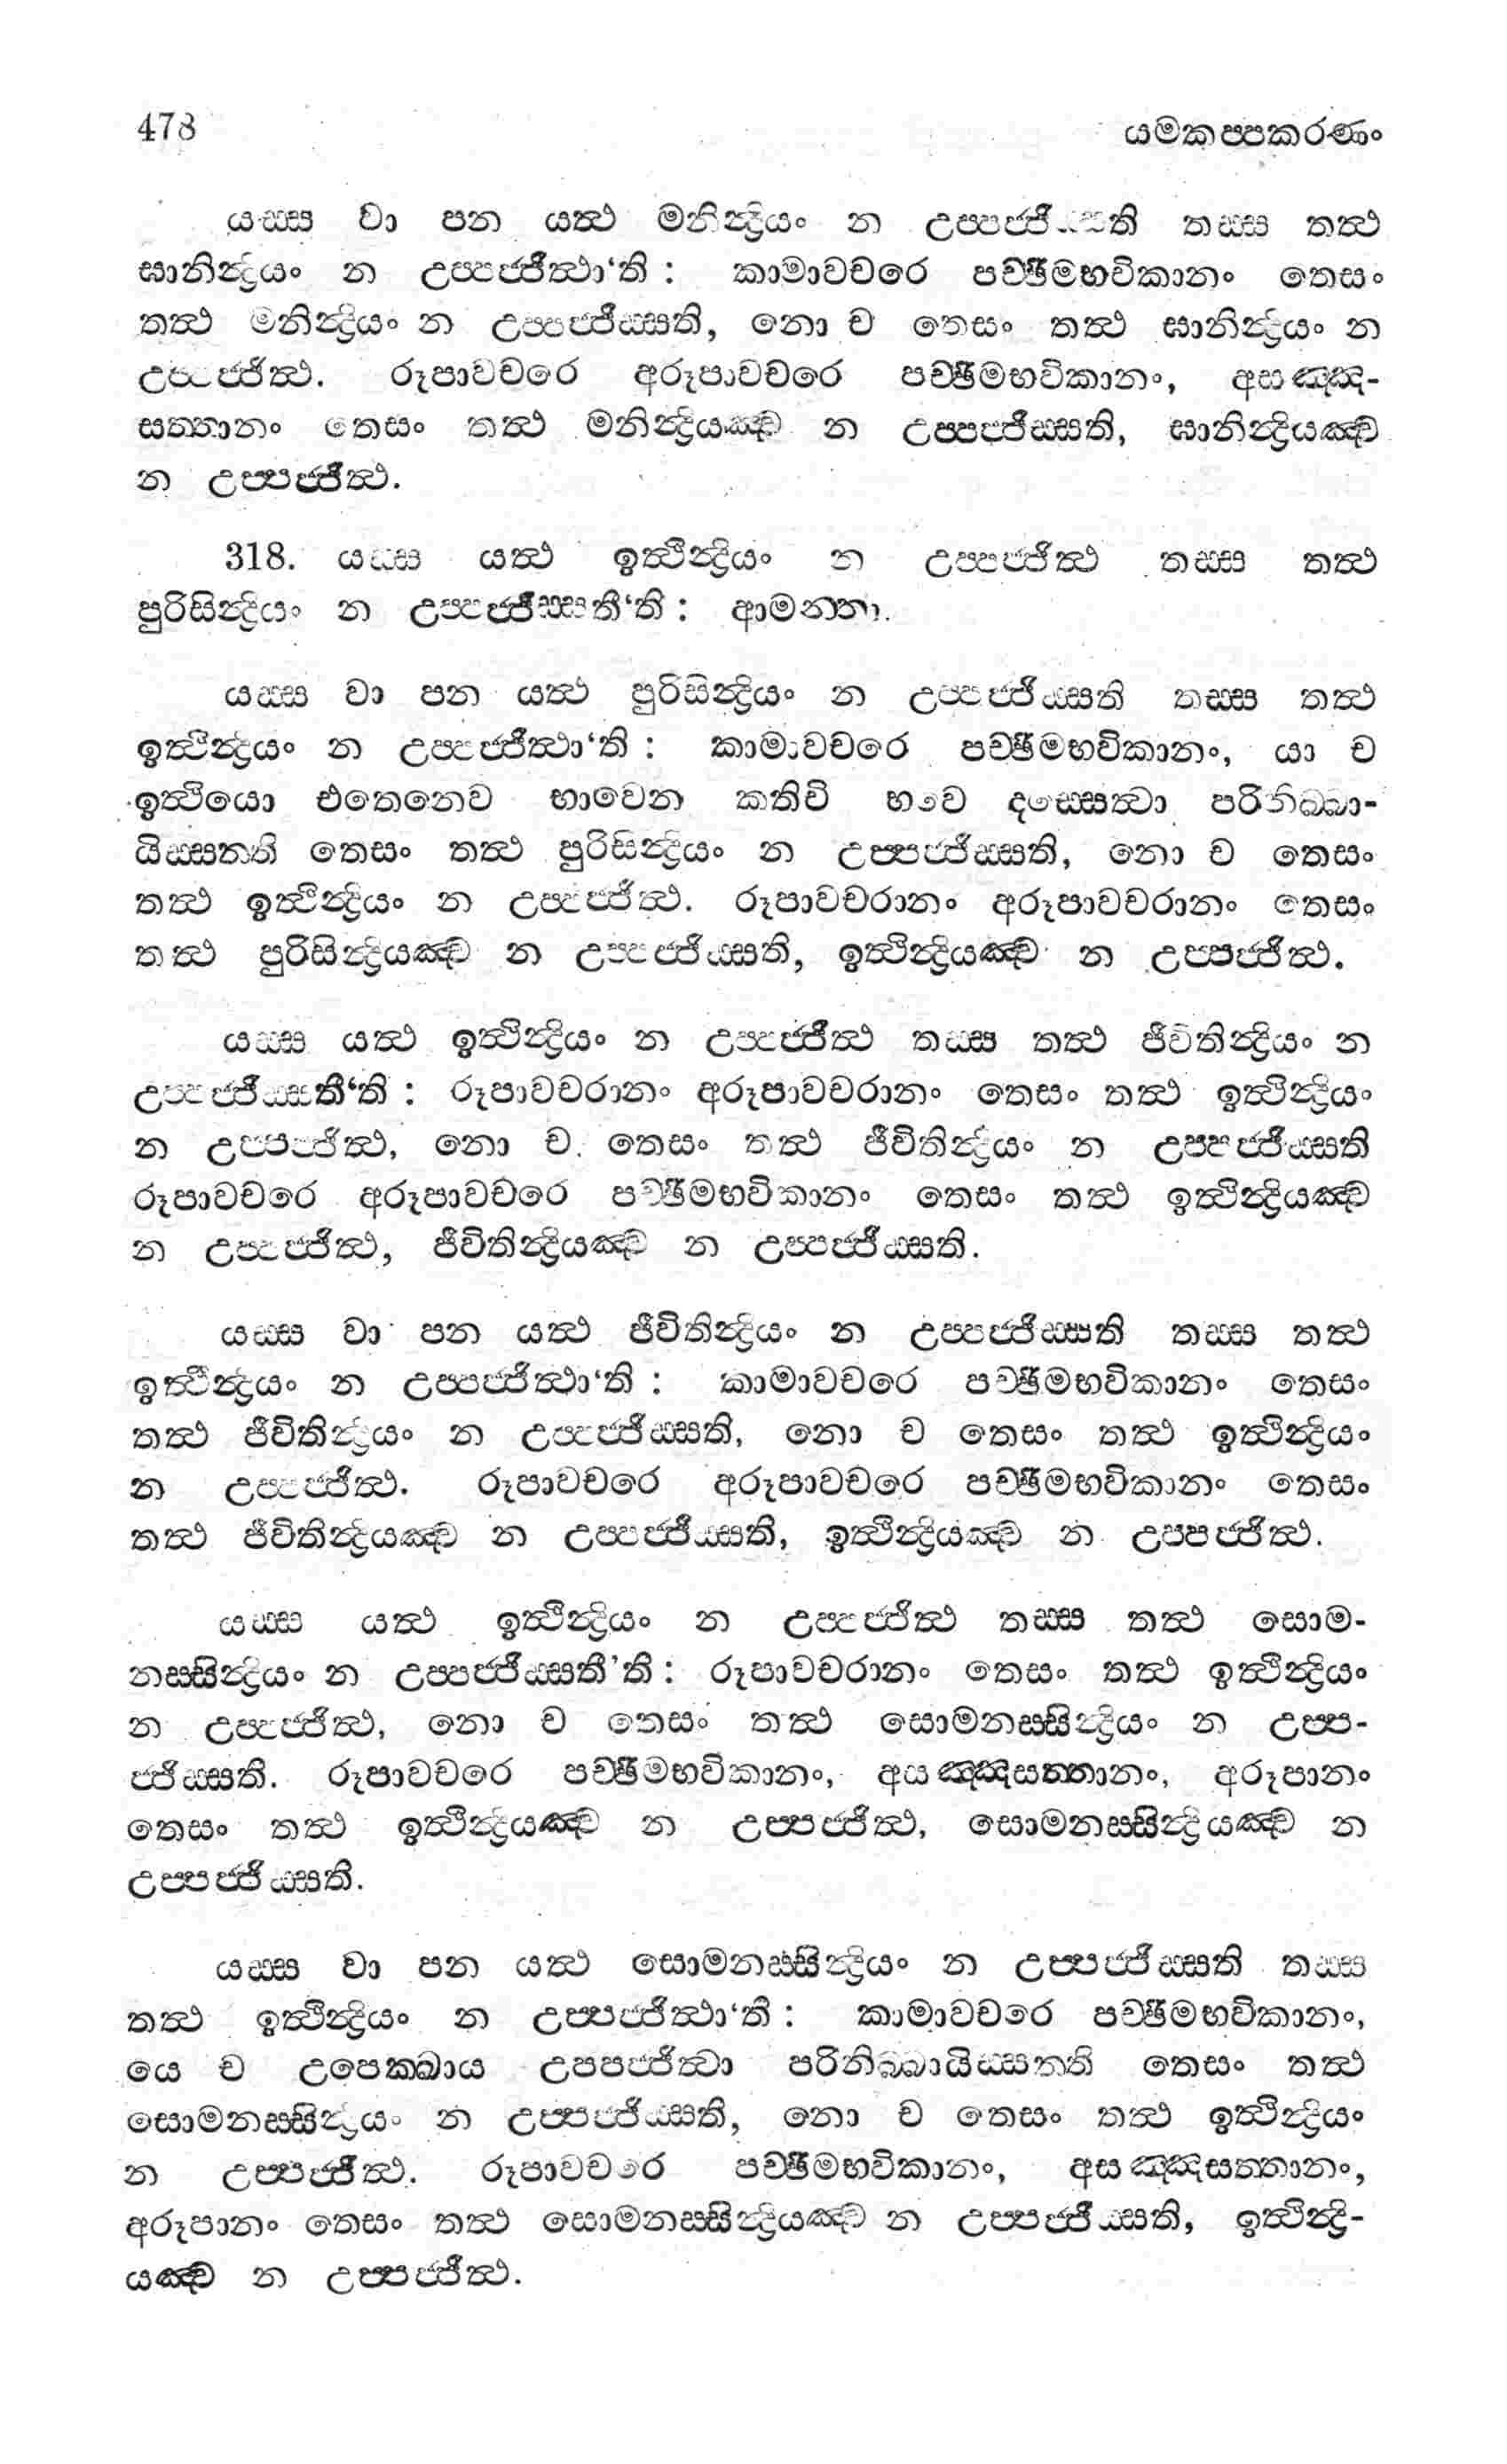 478 යමකප්පකරණං
යස්ස වා පන යත්ථ මනින්ද්‍රියං න උප්පජ්ජිස්සති තස්ස තත්ථ
ඝානින්ද්‍රියං න උප්පජ්ජිත්ථා‘ති : කාමාවචරෙ පච්ඡිමභවිකානං තෙසං
තත්ථ මනින්ද්‍රියං න උප්පජ්ජිස්සති, නො ච තෙසං තත්ථ ඝානින්ද්‍රියං න
උප්පජ්ජිත්ථ. රූපාවචරෙ අරූපාවචරෙ පච්ඡිමභවිකානං, අසඤ්ඤ-
සත්තානං තෙසං තත්ථ මනින්ද්‍රියඤ්ච න උප්පජ්ජිස්සති, ඝානින්ද්‍රියඤ්ච
න උප්පජ්ජිත්ථ.
318. යස්ස යත්ථ ඉත්ථින්ද්‍රියං න උප්පජ්ජිත්ථ තස්ස තත්ථ
පුරිසින්ද්‍රියං න උප්පජ්ජිස්සතී‘ති : ආමන්තා.
යස්ස වා පන යත්ථ පුරිසින්ද්‍රියං න උප්පජ්ජිස්සති තස්ස තත්ථ
ඉත්ථින්ද්‍රියං න උප්පජ්ජිත්ථා‘ති : කාමාවචරෙ පච්ඡිමභවිකානං, යා ච
ඉත්ථියො එතෙනෙව භාවෙන කතිචි භවෙ දස්සෙත්වා පරිනිබ්බා-
යිස්සන්ති තෙසං තත්ථ පුරිසින්ද්‍රියං න උප්පජ්ජිස්සති, නො ච තෙසං
තත්ථ ඉත්ථින්ද්‍රියං න උප්පජ්ජිත්ථ. රූපාවචරානං අරූපාවචරානං තෙසං
තත්ථ පුරිසින්ද්‍රියඤ්ච න උප්පජ්ජිස්සති, ඉත්ථින්ද්‍රියඤ්ච න උප්පජ්ජිත්ථ.
යස්ස යත්ථ ඉත්ථින්ද්‍රියං න උප්පජ්ජිත්ථ තස්ස තත්ථ ජීවිතින්ද්‍රියං න
උප්පජ්ජිස්සතී‘ති : රූපාවචරානං අරූපාවචරානං තෙසං තත්ථ ඉත්ථින්ද්‍රියං
න උප්පජ්ජිත්ථ, නො ච තෙසං තත්ථ ජීවිතින්ද්‍රියං න උප්පජ්ජිස්සති
රූපාවචරෙ අරූපාවචරෙ පච්ඡිමභවිකානං තෙසං තත්ථ ඉත්ථින්ද්‍රියඤ්ච
න උප්පජ්ජිත්ථ, ජීවිතින්ද්‍රියඤ්ච න උප්පජ්ජිස්සති.
යස්ස වා පන යත්ථ ජීවිතින්ද්‍රියං න උප්පජ්ජිස්සති තස්ස තත්ථ
ඉත්ථින්ද්‍රියං න උප්පජ්ජිත්ථා‘ති : කාමාවචරෙ පච්ඡිමභවිකානං තෙසං
තත්ථ ජීවිතින්ද්‍රියං න උප්පජ්ජිස්සති, නො ච තෙසං තත්ථ ඉත්ථින්ද්‍රියං
න උප්පජ්ජිත්ථ. රූපාවචරෙ අරූපාවචරෙ පච්ඡිමභවිකානං තෙසං
තත්ථ ජීවිතින්ද්‍රියඤ්ච න උප්පජ්ජිස්සති, ඉත්ථින්ද්‍රියඤ්ච න උප්පජ්ජිත්ථ.
යස්ස යත්ථ ඉත්ථින්ද්‍රියං න උප්පජ්ජිත්ථ තස්ස තත්ථ සොම-
නස්සින්ද්‍රියං න උප්පජ්ජිස්සතී’ති : රූපාවචරානං තෙසං තත්ථ ඉත්ථින්ද්‍රියං
න උප්පජ්ජිත්ථ, නො ච තෙසං තත්ථ සොමනස්සින්ද්‍රියං න උප්ප-
ජ්ජිස්සති. රූපාවචරෙ පච්ඡිමභවිකානං, අයඤ්ඤසත්තානං, අරූපානං
තෙසං තත්ථ ඉත්ථින්ද්‍රියඤ්ච න උප්පජ්ජිත්ථ, සොමනස්සින්ද්‍රියඤ්ච න
උප්පජ්ජිස්සති.
යස්ස වා පන යත්ථ සොමනස්සින්ද්‍රියං න උප්පජ්ජිස්සති තස්ස
තත්ථ ඉත්ථින්ද්‍රියං න උප්පජ්ජිත්ථා‘ති : කාමාවචරෙ පච්ඡිමභවිකානං,
යෙ ච උපෙක්ඛාය උපපජ්ජිත්වා පරිනිබ්බායිස්සන්ති තෙසං තත්ථ
සොමනස්සින්ද්‍රියං න උප්පජ්ජිස්සති, නො ච තෙසං තත්ථ ඉත්ථින්ද්‍රියං
න උප්පජ්ජිත්ථ. රූපාවචරෙ පච්ඡිමභවිකානං, අසඤ්ඤසත්තානං,
අරූපානං තෙසං තත්ථ සොමනස්සින්ද්‍රියඤ්ච න උප්පජ්ජිස්සති, ඉත්ථින්ද්‍රි-
යඤ්ච න උප්පජ්ජිත්ථ.